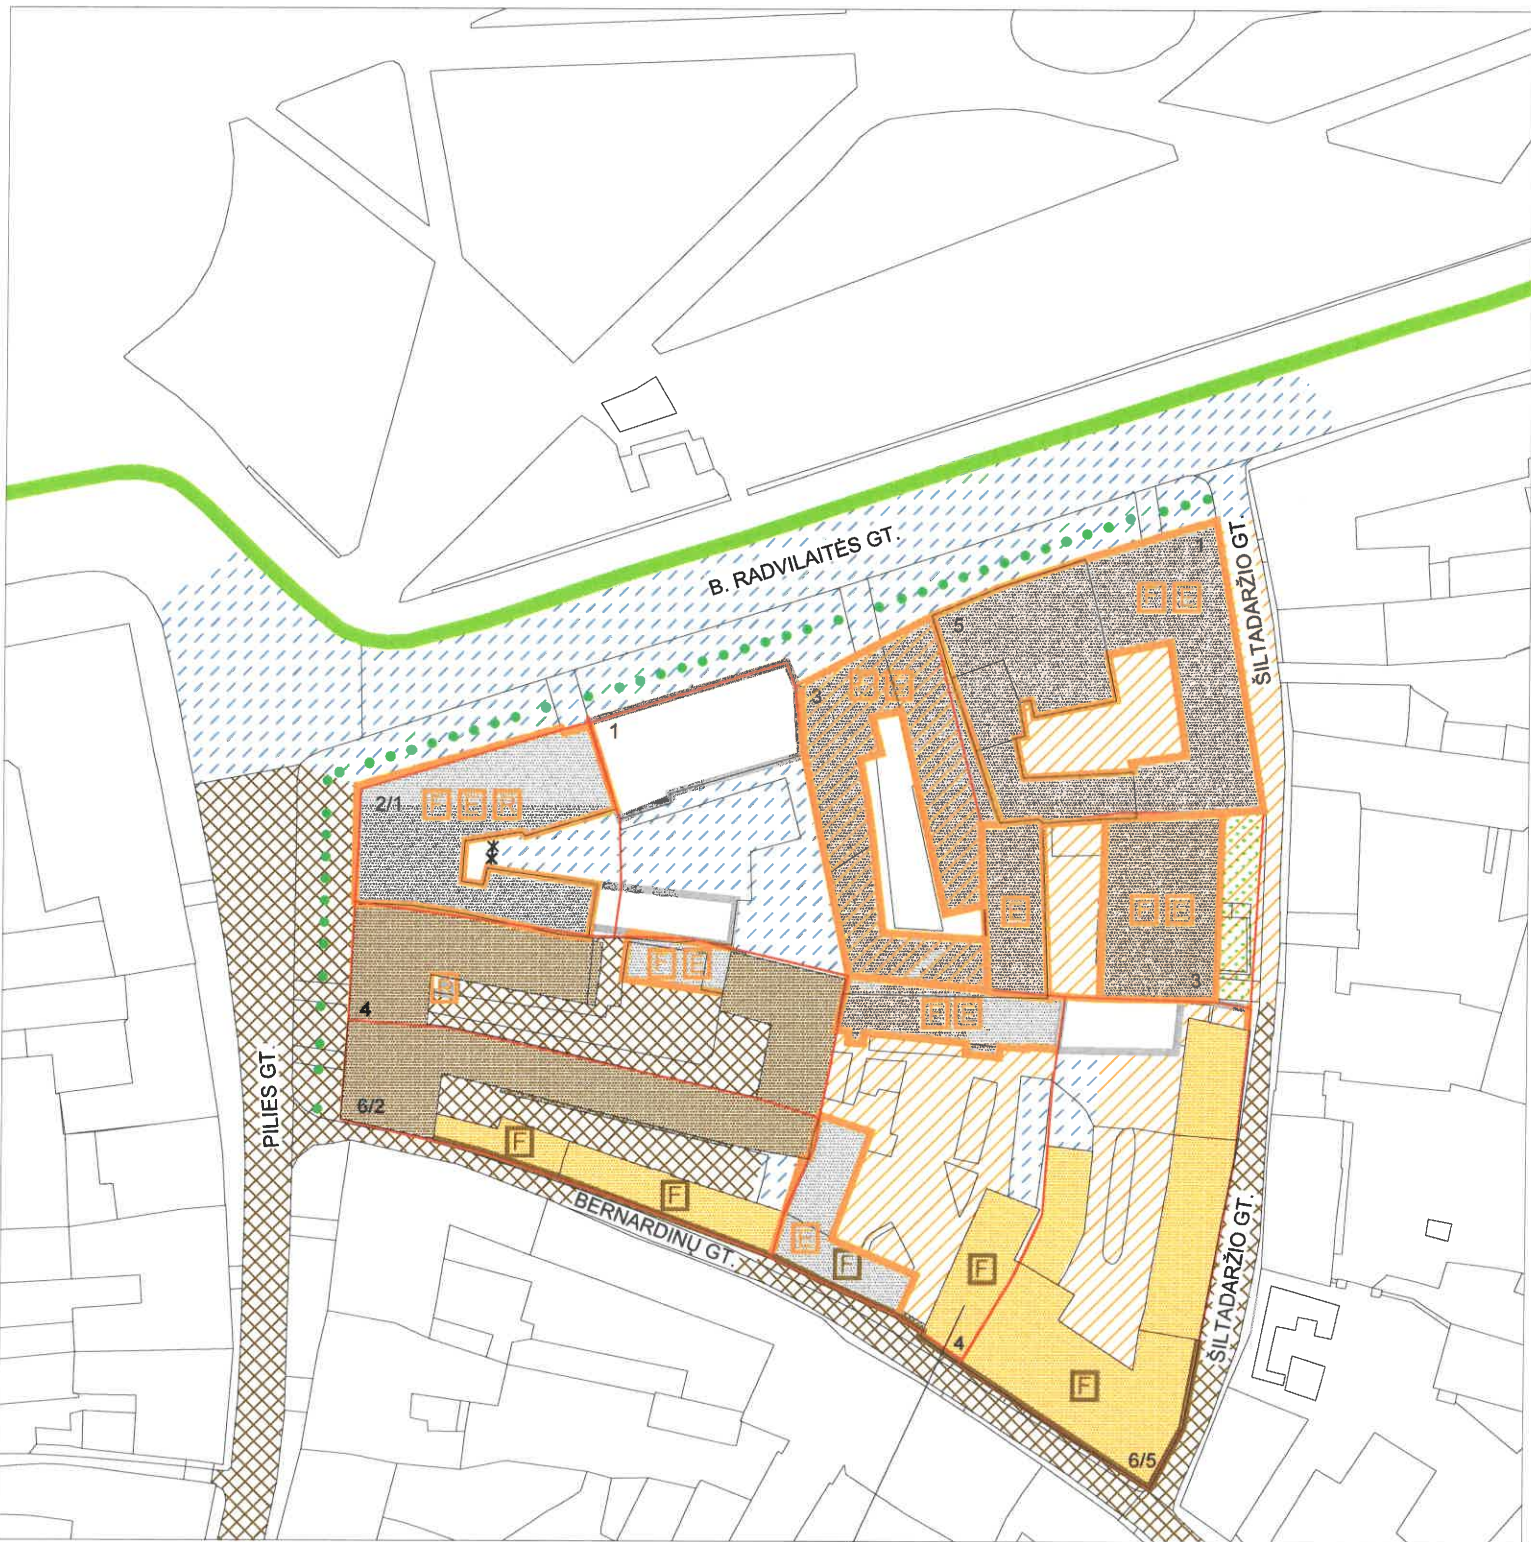 B. RADVILAITĖS GT.
ŠILTADARŽIO GT.
1
5
3
1
2/1
3
4
6/2
PILIES GT.
F
F
BERNARDINŲ GT.
F
F
4
F
ŠILTADARŽIO GT.
6/5